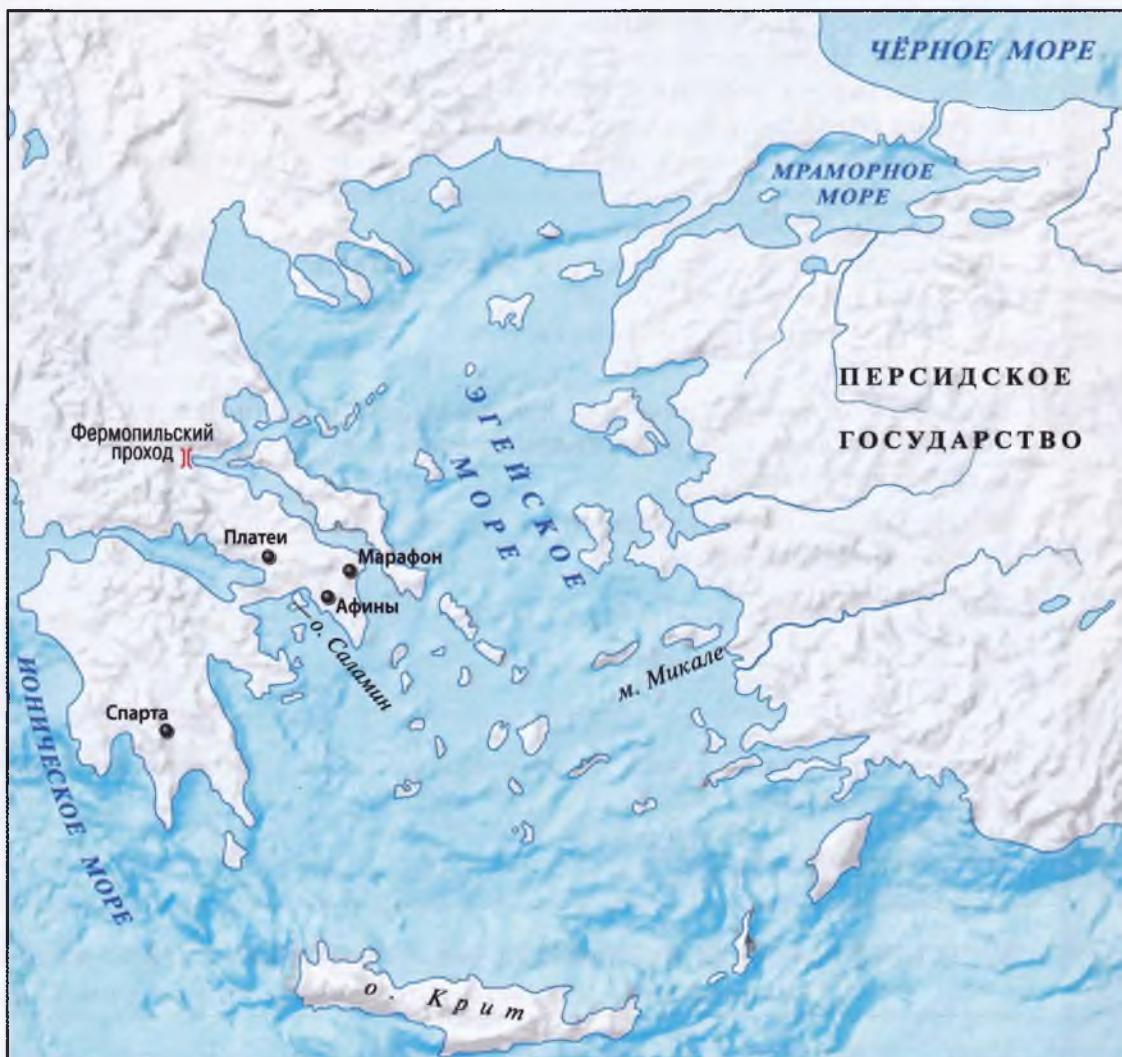 ЧЁРНОЕ МОРЕ
МРАМОРНОЕ
МОРЕ
ПЕРСИДСКОЕ
ГОСУДАРСТВО
ЭГЕЙСКОЕ
МОРЕ
Фермопильский
проход
Платеи
Марафон
Афины
о. Саламин
м. Микале
Спарта
ИОНИЧЕСКОЕ МОРЕ
о. Крит